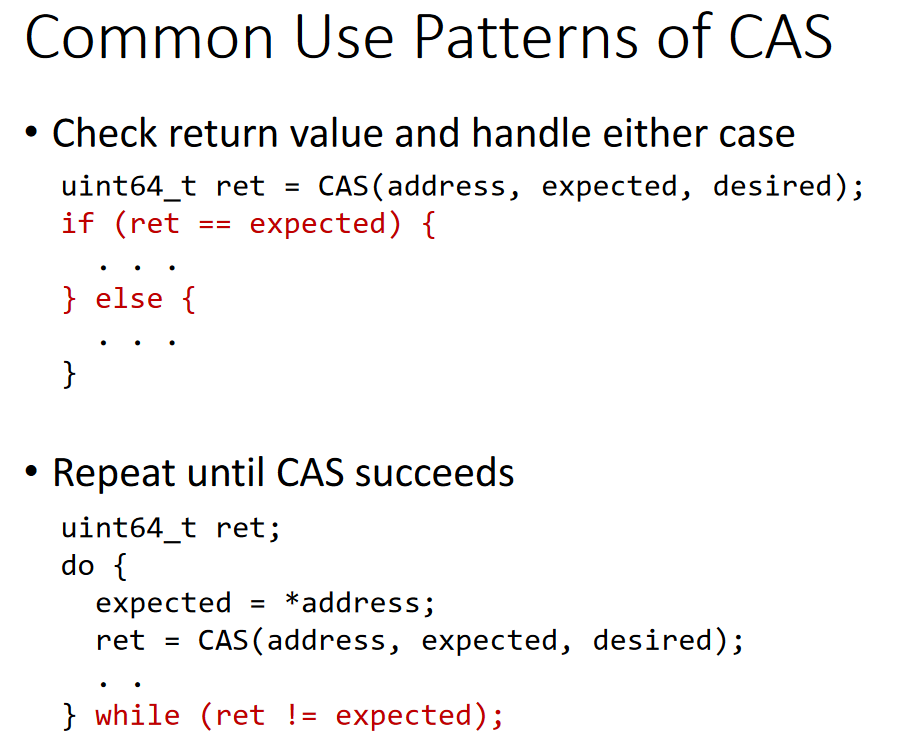 Common Use Patterns of CAS
• Check return value and handle either case
uint64_t ret = CAS(address, expected, desired);
if (ret == expected) {
. . .
} else {
. . .
}
• Repeat until CAS succeeds
uint64_t ret;
do {
expected = *address;
ret = CAS(address, expected, desired);
. .
} while (ret != expected);